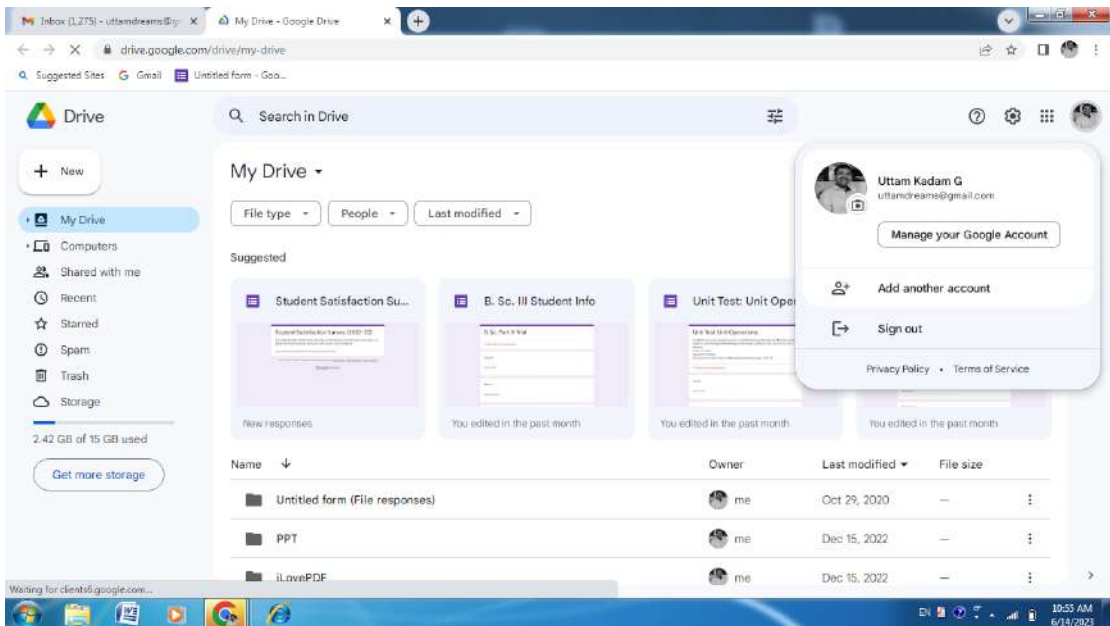 Inbox (1,275) - uttamdreams@g
My Drive - Google Drive
drive.google.com/drive/my-drive
Suggested Sites
Gmail
Untitled form - Goo...
Drive
Search in Drive
New
My Drive
Computers
Shared with me
Recent
Starred
Spam
Trash
Storage
2.42 GB of 15 GB used
Get more storage
My Drive
File type
People
Last modified
Suggested
Student Satisfaction Su...
New responses
B. Sc. III Student Info
You edited in the past month
Unit Test: Unit Oper
You edited in the past month
You edited in the past month
Uttam Kadam G
uttamdreams@gmail.com
Manage your Google Account
Add another account
Sign out
Privacy Policy • Terms of Service
Name Owner Last modified File size
Untitled form (File responses) me Oct 29, 2020 —
PPT me Dec 15, 2022 —
iLovePDF me Dec 15, 2022 —
Waiting for clients6.google.com...
EN
10:55 AM
6/14/2023